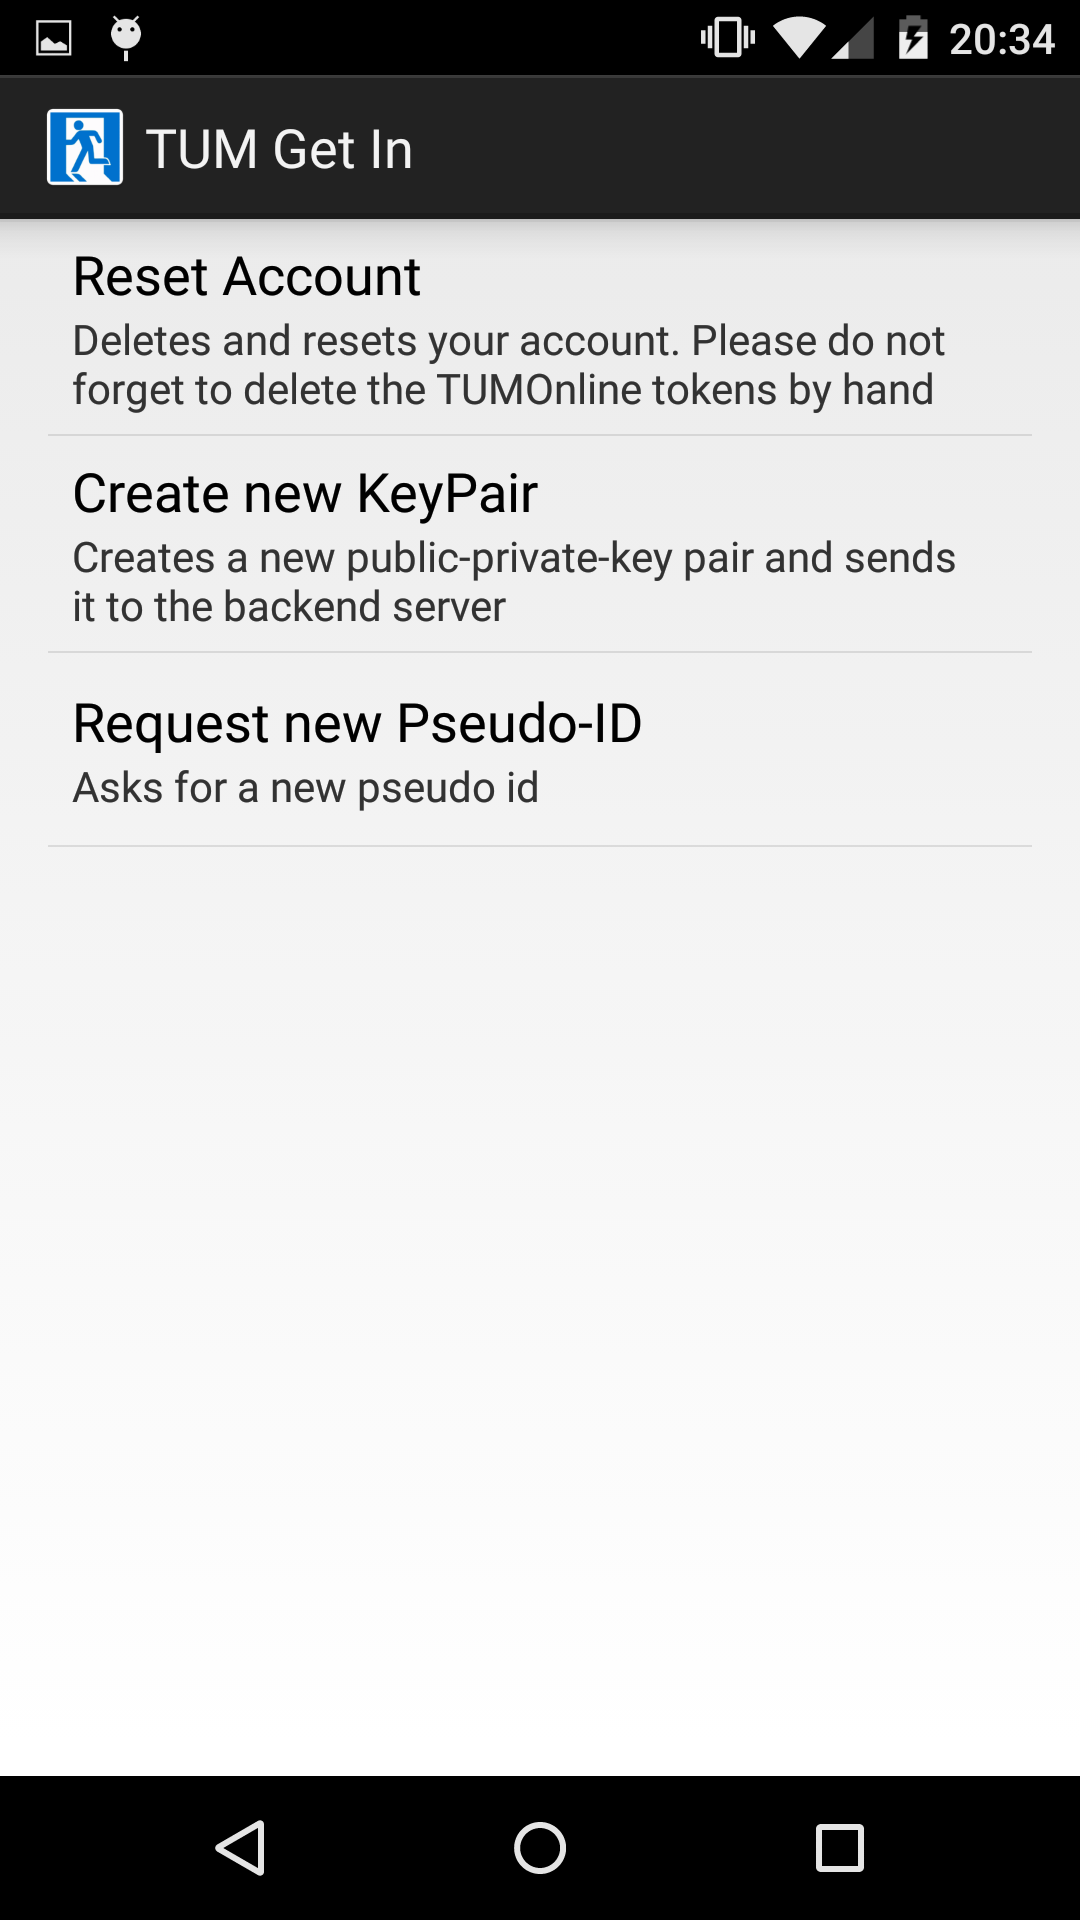 20:34
TUM Get In
Reset Account
Deletes and resets your account. Please do not
forget to delete the TUMOnline tokens by hand
Create new KeyPair
Creates a new public-private-key pair and sends
it to the backend server
Request new Pseudo-ID
Asks for a new pseudo id